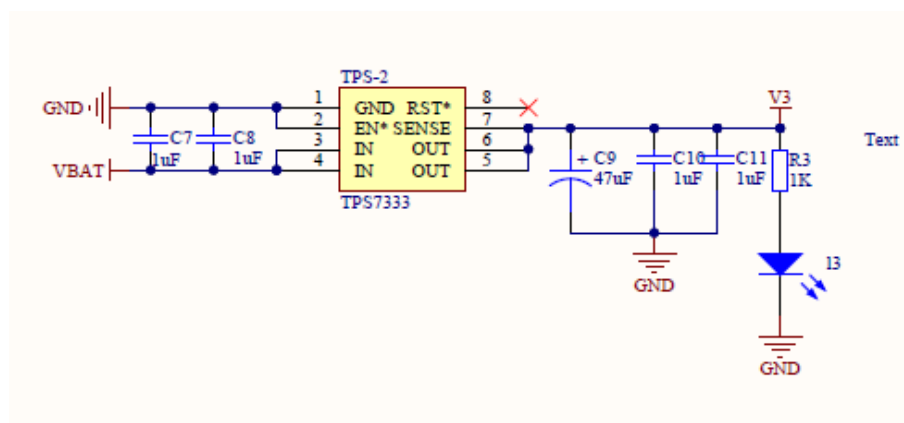 TPS-2
GND
1
GND
RST*
8
2
EN*
SENSE
7
3
IN
OUT
6
VBAT
4
IN
OUT
5
TPS7333
C7
1uF
C8
1uF
+ C9
47uF
C10
1uF
C11
1uF
V3
R3
1K
Text
GND
13
GND